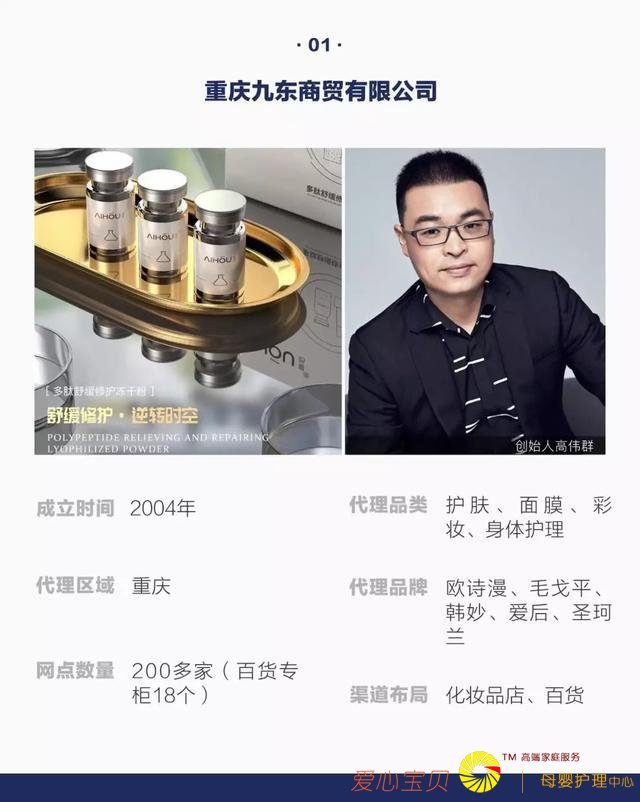 · 01 ·
重庆九东商贸有限公司
多肽舒缓修
AIHOU
AIHOU
AIHOU
[ 多肽舒缓修护冻干粉 ]
舒缓修护 · 逆转时空
POLYPEPTIDE RELIEVING AND REPAIRING
LYOPHILIZED POWDER
创始人高伟群
成立时间 2004年
代理区域 重庆
网点数量 200多家（百货专
柜18个）
代理品类 护肤、面膜、彩
妆、身体护理
代理品牌 欧诗漫、毛戈平、
韩妙、爱后、圣珂
兰
渠道布局 化妆品店、百货
爱心宝贝
TM 高端家庭服务
母婴护理中心